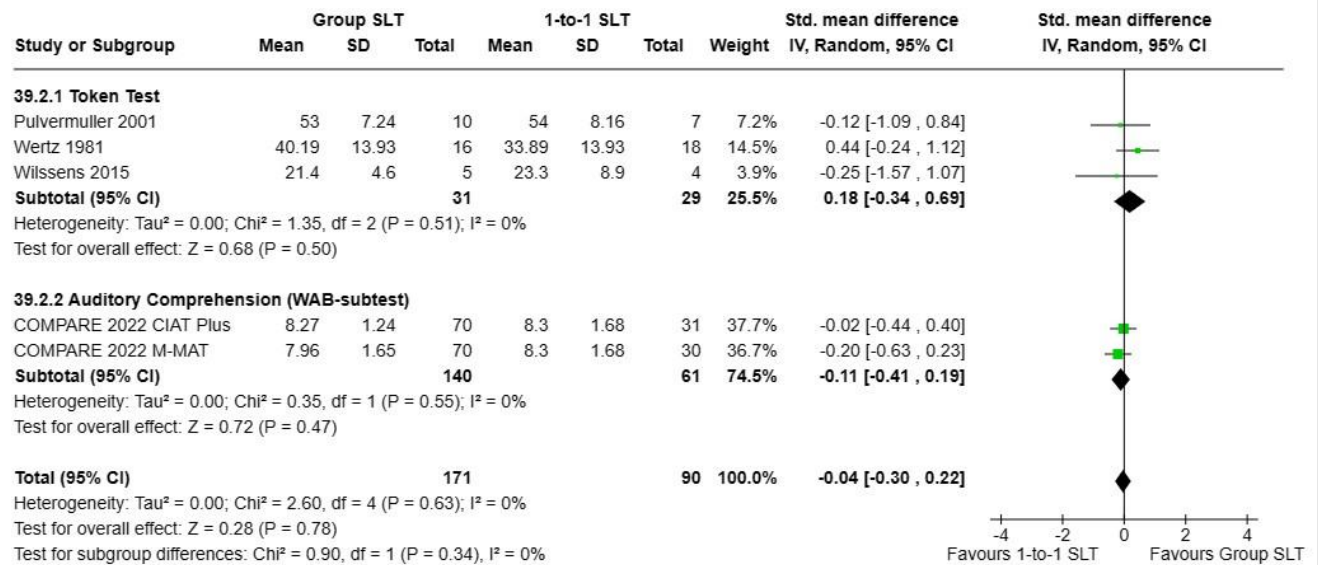 Group SLT 1-to-1 SLT Std. mean difference Std. mean difference
Study or Subgroup Mean SD Total Mean SD Total Weight IV, Random, 95% CI IV, Random, 95% CI
39.2.1 Token Test
Pulvermuller 2001 53 7.24 10 54 8.16 7 7.2% -0.12 [-1.09 , 0.84]
Wertz 1981 40.19 13.93 16 33.89 13.93 18 14.5% 0.44 [-0.24 , 1.12]
Wilssens 2015 21.4 4.6 5 23.3 8.9 4 3.9% -0.25 [-1.57 , 1.07]
Subtotal (95% CI) 31 29 25.5% 0.18 [-0.34 , 0.69]
Heterogeneity: Tau² = 0.00; Chi² = 1.35, df = 2 (P = 0.51); I² = 0%
Test for overall effect: Z = 0.68 (P = 0.50)
39.2.2 Auditory Comprehension (WAB-subtest)
COMPARE 2022 CIAT Plus 8.27 1.24 70 8.3 1.68 31 37.7% -0.02 [-0.44 , 0.40]
COMPARE 2022 M-MAT 7.96 1.65 70 8.3 1.68 30 36.7% -0.20 [-0.63 , 0.23]
Subtotal (95% CI) 140 61 74.5% -0.11 [-0.41 , 0.19]
Heterogeneity: Tau² = 0.00; Chi² = 0.35, df = 1 (P = 0.55); I² = 0%
Test for overall effect: Z = 0.72 (P = 0.47)
Total (95% CI) 171 90 100.0% -0.04 [-0.30 , 0.22]
Heterogeneity: Tau² = 0.00; Chi² = 2.60, df = 4 (P = 0.63); I² = 0%
Test for overall effect: Z = 0.28 (P = 0.78)
-4 -2 0 2 4
Test for subgroup differences: Chi² = 0.90, df = 1 (P = 0.34), I² = 0% Favours 1-to-1 SLT Favours Group SLT